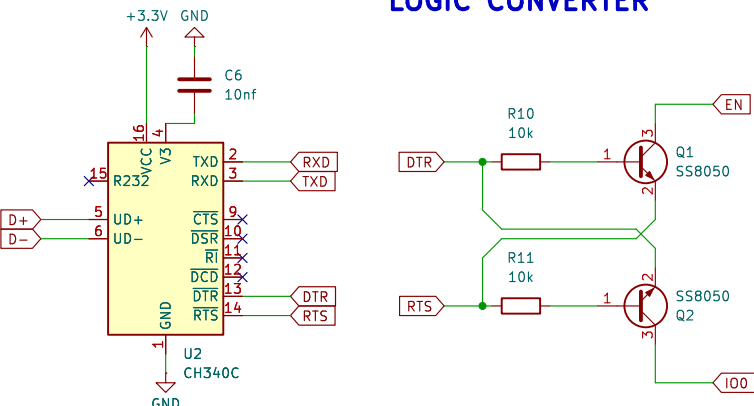 LOGIC CONVERTER
+3.3V
GND
C6
10nf
16
4
VCC
V3
15
R232
TXD
2
RXD
RXD
3
TXD
D+
5
UD+
D-
6
UD-
CTS
9
DSR
10
RI
11
DCD
12
DTR
13
DTR
RTS
14
RTS
GND
1
U2
CH340C
GND
EN
R10
10k
3
DTR
1
Q1
SS8050
2
R11
10k
2
RTS
1
SS8050
Q2
3
IO0